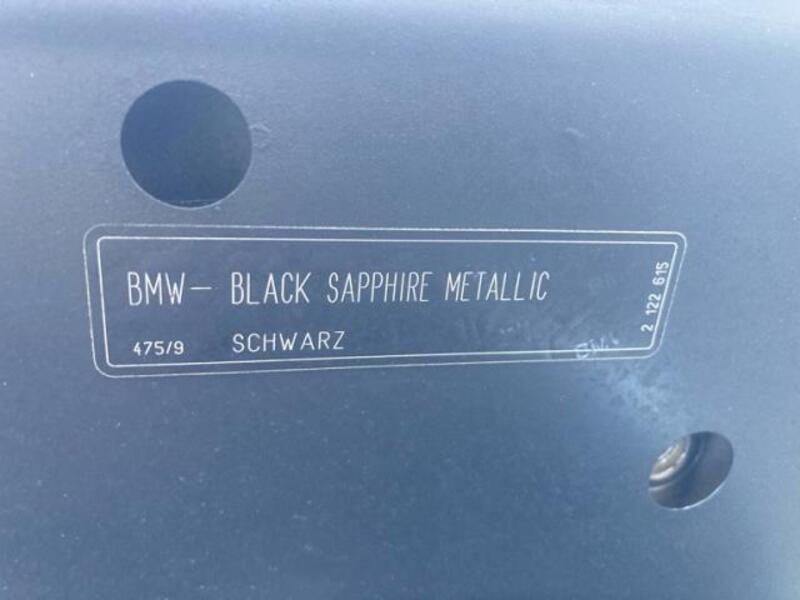 BMW- BLACK SAPPHIRE METALLIC
475/9 SCHWARZ
2 122 615